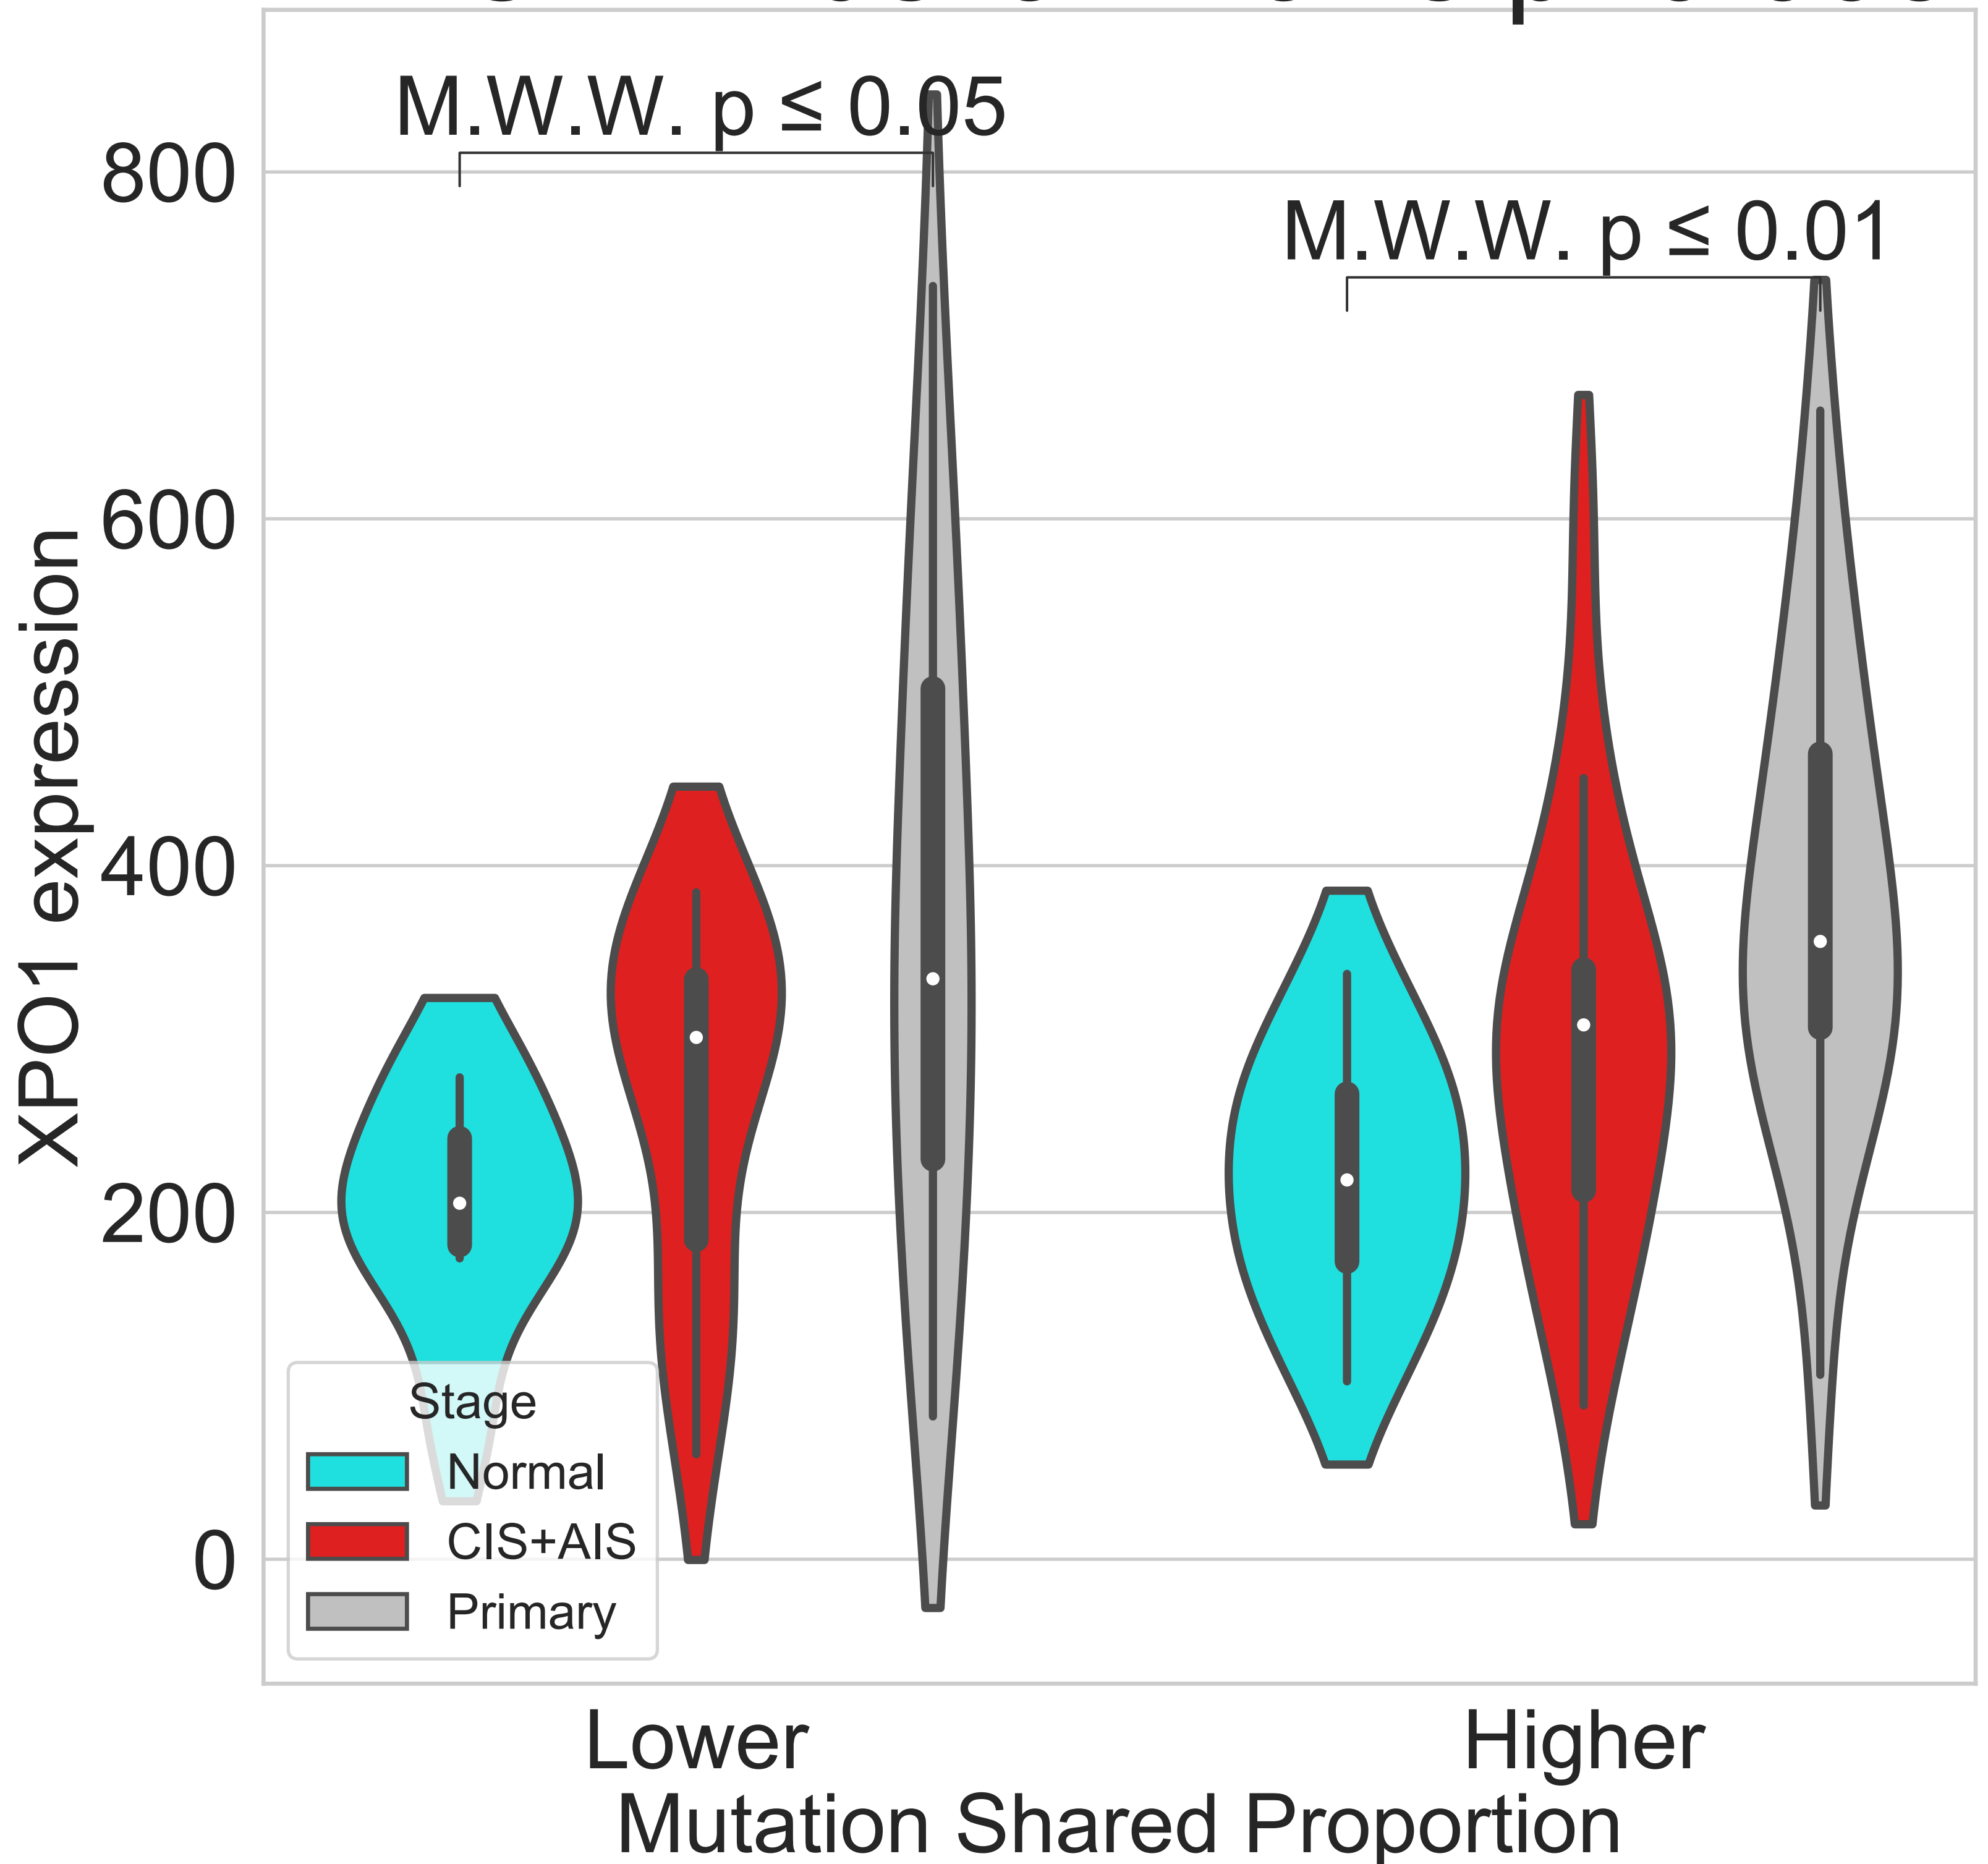 M.W.W. p ≤ 0.05
M.W.W. p ≤ 0.01
800
600
400
200
0
XPO1 expression
Stage
Normal
CIS+AIS
Primary
Lower
Higher
Mutation Shared Proportion